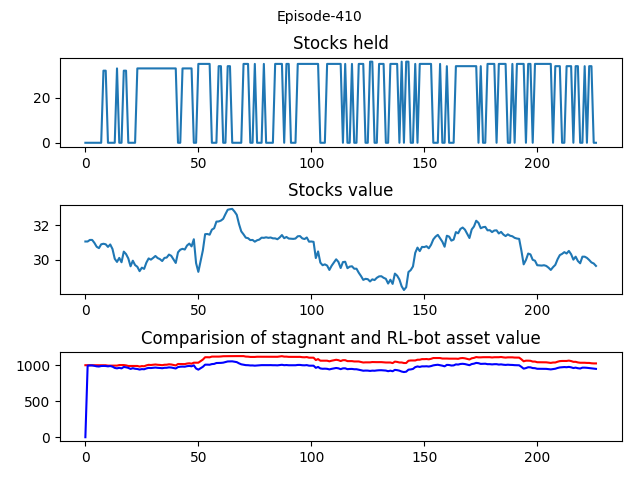 Episode-410
Stocks held
20
0
0 50 100 150 200
Stocks value
32
30
0 50 100 150 200
Comparision of stagnant and RL-bot asset value
1000
500
0
0 50 100 150 200